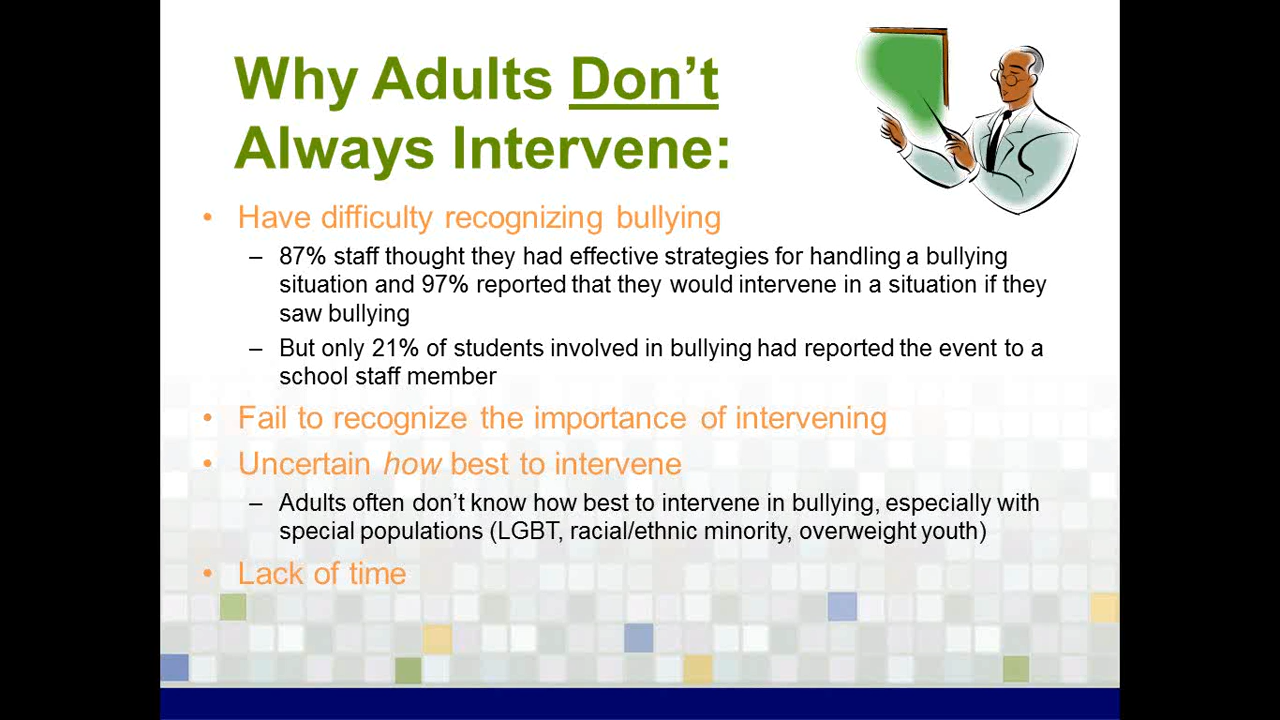 Why Adults Don't
Always Intervene:
• Have difficulty recognizing bullying
– 87% staff thought they had effective strategies for handling a bullying
situation and 97% reported that they would intervene in a situation if they
saw bullying
– But only 21% of students involved in bullying had reported the event to a
school staff member
• Fail to recognize the importance of intervening
• Uncertain how best to intervene
– Adults often don't know how best to intervene in bullying, especially with
special populations (LGBT, racial/ethnic minority, overweight youth)
• Lack of time